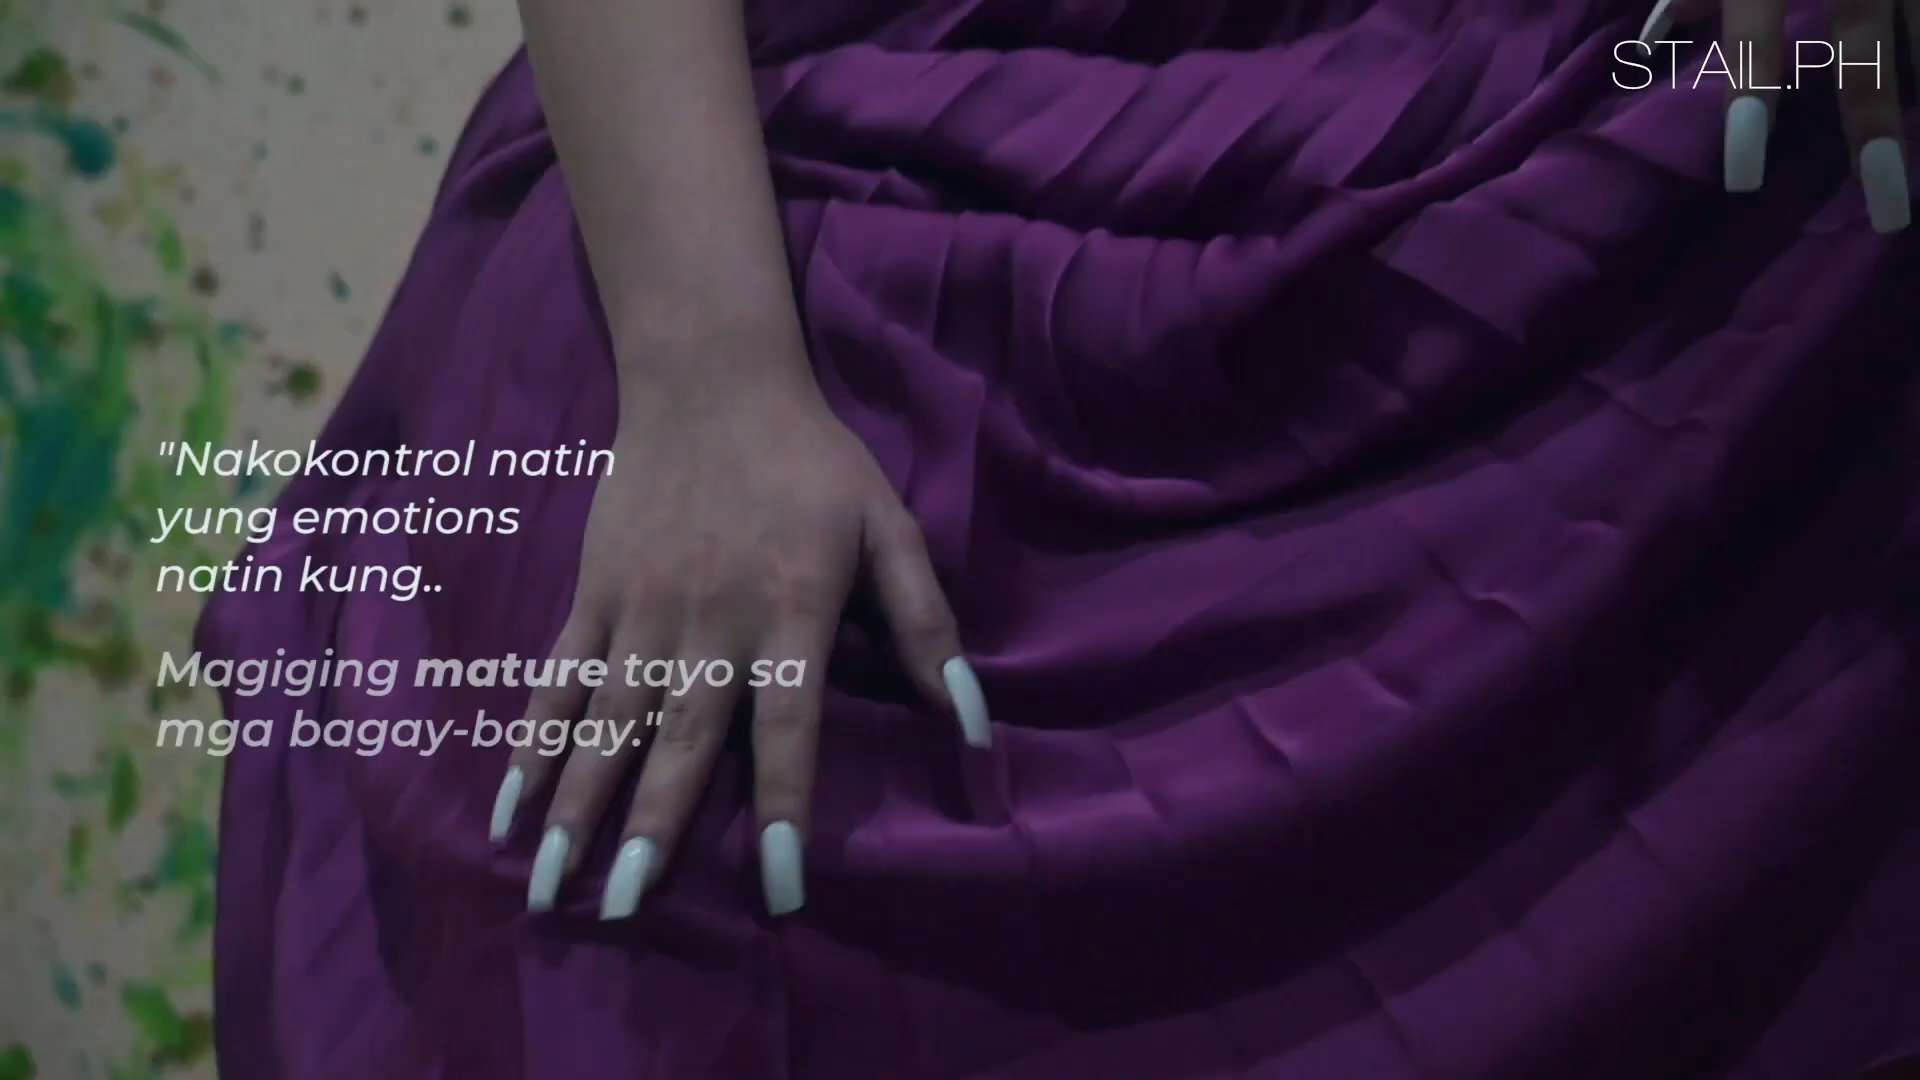 STAIL.PH
"Nakokontrol natin
yung emotions
natin kung..
Magiging mature tayo sa
mga bagay-bagay."